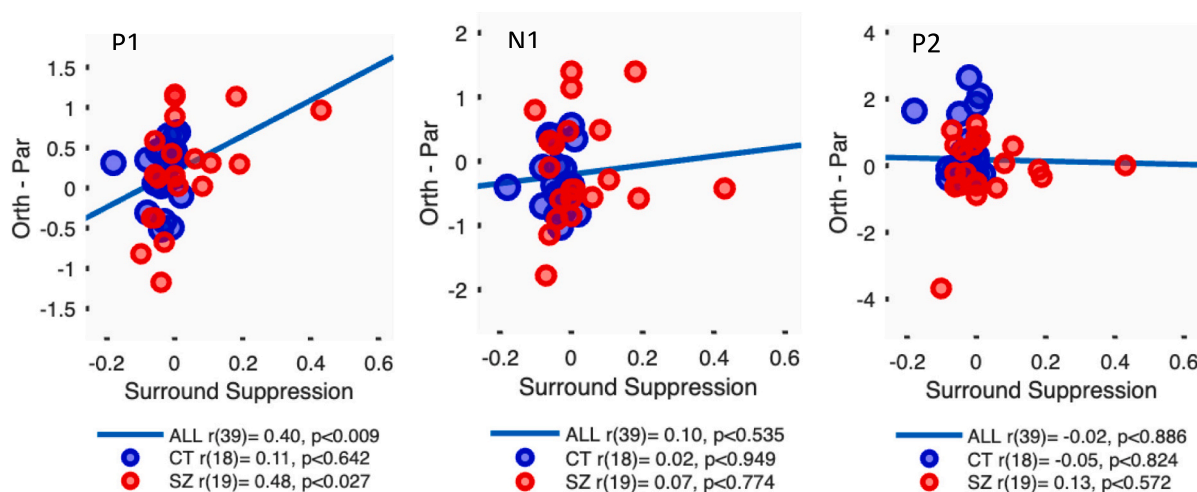 P1
1.5
1
0.5
0
-0.5
-1
-1.5
Orth - Par
-0.2 0 0.2 0.4 0.6
Surround Suppression
ALL r(39)= 0.40, p<0.009
CT r(18)= 0.11, p<0.642
SZ r(19)= 0.48, p<0.027
N1
2
1
0
-1
-2
Orth - Par
-0.2 0 0.2 0.4 0.6
Surround Suppression
ALL r(39)= 0.10, p<0.535
CT r(18)= 0.02, p<0.949
SZ r(19)= 0.07, p<0.774
P2
4
2
0
-2
-4
Orth - Par
-0.2 0 0.2 0.4 0.6
Surround Suppression
ALL r(39)= -0.02, p<0.886
CT r(18)= -0.05, p<0.824
SZ r(19)= 0.13, p<0.572